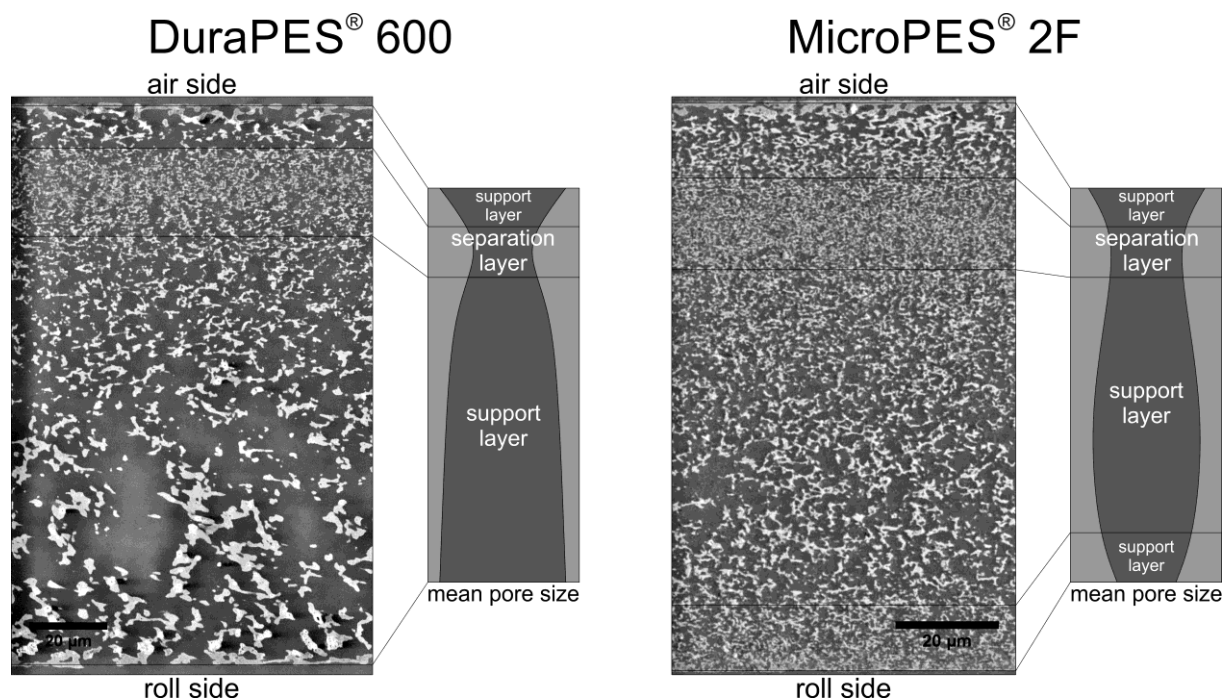 DuraPES® 600
air side
support
layer
separation
layer
support
layer
mean pore size
20 µm
roll side
MicroPES® 2F
air side
support
layer
separation
layer
support
layer
support
layer
mean pore size
20 µm
roll side